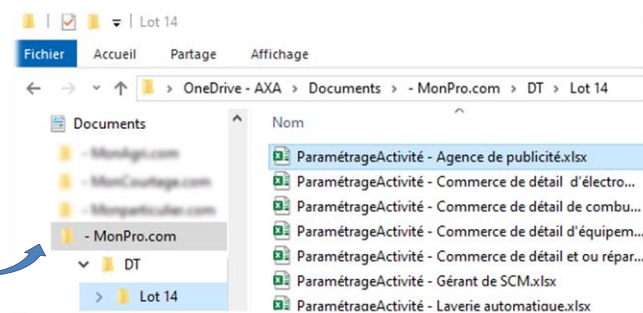 Lot 14
Fichier Accueil Partage Affichage
> OneDrive - AXA > Documents > - MonPro.com > DT > Lot 14
Documents
- MonPro.com
DT
Lot 14
Nom
ParamétrageActivité - Agence de publicité.xlsx
ParamétrageActivité - Commerce de détail d'électro...
ParamétrageActivité - Commerce de détail de combu...
ParamétrageActivité - Commerce de détail d'équipem...
ParamétrageActivité - Commerce de détail et ou répar...
ParamétrageActivité - Gérant de SCM.xlsx
ParamétrageActivité - Laverie automatique.xlsx